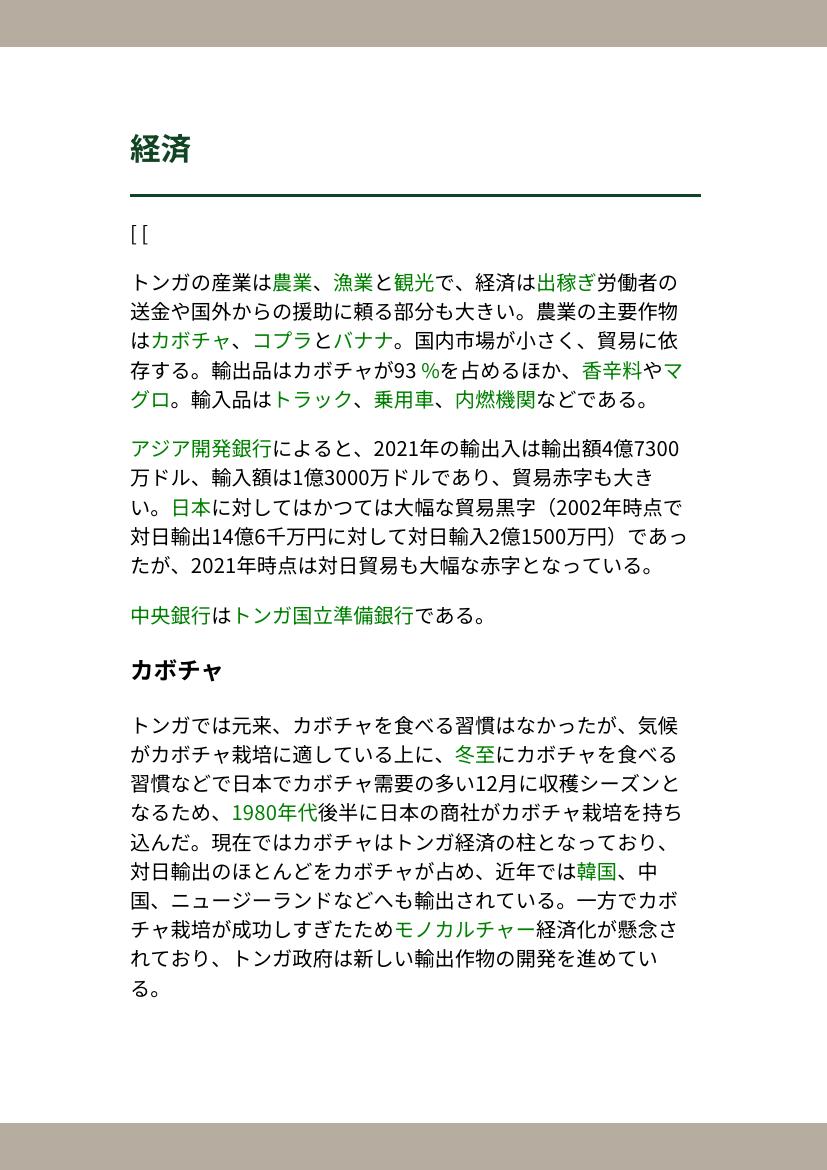 経済
[ [
トンガの産業は農業、漁業と観光で、経済は出稼ぎ労働者の
送金や国外からの援助に頼る部分も大きい。農業の主要作物
はカボチャ、コプラとバナナ。国内市場が小さく、貿易に依
存する。輸出品はカボチャが93 %を占めるほか、香辛料やマ
グロ。輸入品はトラック、乗用車、内燃機関などである。
アジア開発銀行によると、2021年の輸出入は輸出額4億7300
万ドル、輸入額は1億3000万ドルであり、貿易赤字も大き
い。日本に対してはかつては大幅な貿易黒字（2002年時点で
対日輸出14億6千万円に対して対日輸入2億1500万円）であっ
たが、2021年時点は対日貿易も大幅な赤字となっている。
中央銀行はトンガ国立準備銀行である。
カボチャ
トンガでは元来、カボチャを食べる習慣はなかったが、気候
がカボチャ栽培に適している上に、冬至にカボチャを食べる
習慣などで日本でカボチャ需要の多い12月に収穫シーズンと
なるため、1980年代後半に日本の商社がカボチャ栽培を持ち
込んだ。現在ではカボチャはトンガ経済の柱となっており、
対日輸出のほとんどをカボチャが占め、近年では韓国、中
国、ニュージーランドなどへも輸出されている。一方でカボ
チャ栽培が成功しすぎたためモノカルチャー経済化が懸念さ
れており、トンガ政府は新しい輸出作物の開発を進めてい
る。